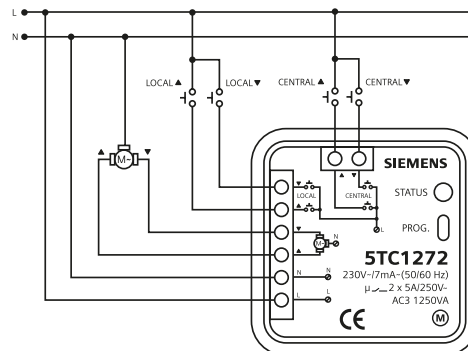 L
N
LOCAL ▲ LOCAL ▼ CENTRAL ▲ CENTRAL ▼
▲ ▼
M~
SIEMENS
▲ ▼
▼ LOCAL CENTRAL STATUS
▲
L PROG.
▼ N
M~ 5TC1272
▲
N N 230V~/7mA~(50/60 Hz)
µ 2 x 5A/250V~
L L AC3 1250VA
CE M